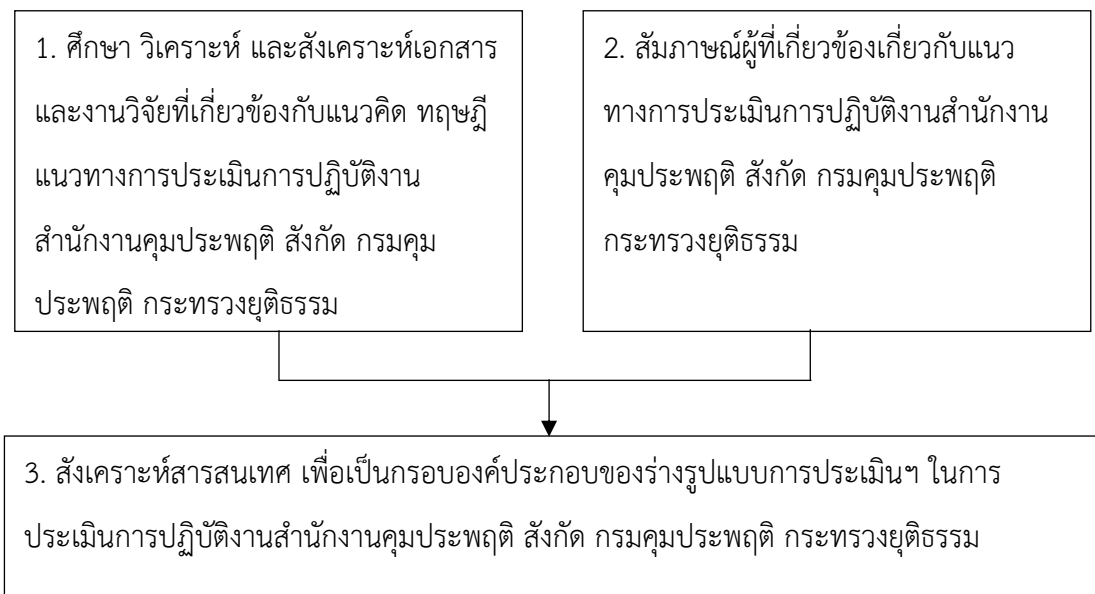 1. ศึกษา วิเคราะห์ และสังเคราะห์เอกสาร
และงานวิจัยที่เกี่ยวข้องกับแนวคิด ทฤษฎี
แนวทางการประเมินการปฏิบัติงาน
สำนักงานคุมประพฤติ สังกัด กรมคุม
ประพฤติ กระทรวงยุติธรรม
2. สัมภาษณ์ผู้ที่เกี่ยวข้องเกี่ยวกับแนว
ทางการประเมินการปฏิบัติงานสำนักงาน
คุมประพฤติ สังกัด กรมคุมประพฤติ
กระทรวงยุติธรรม
3. สังเคราะห์สารสนเทศ เพื่อเป็นกรอบองค์ประกอบของร่างรูปแบบการประเมินฯ ในการ
ประเมินการปฏิบัติงานสำนักงานคุมประพฤติ สังกัด กรมคุมประพฤติ กระทรวงยุติธรรม